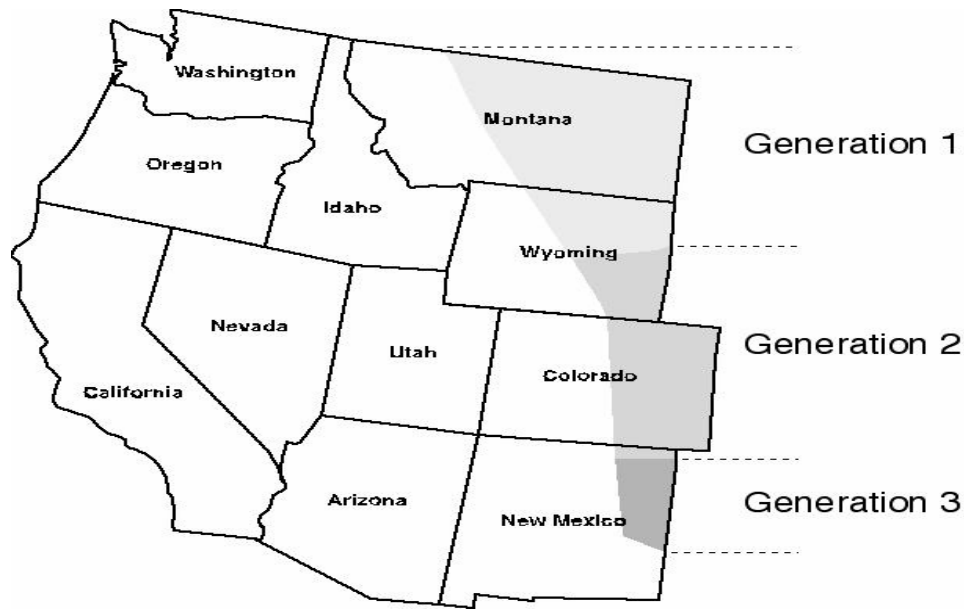 Washington
Montana
Generation 1
Oregon
Idaho
Wyoming
Nevada
Utah
Colorado
Generation 2
California
Arizona
New Mexico
Generation 3